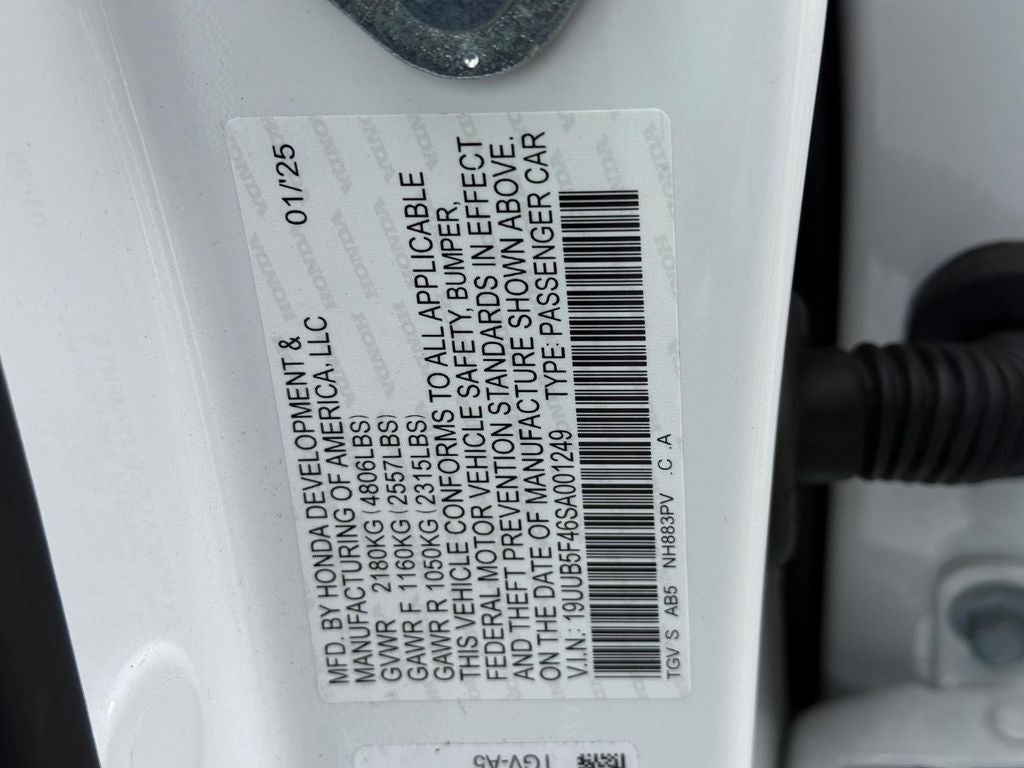 MFD. BY HONDA DEVELOPMENT & 01/'25
MANUFACTURING OF AMERICA, LLC
GVWR 2180KG (4806LBS)
GAWR F 1160KG (2557LBS)
GAWR R 1050KG (2315LBS)
THIS VEHICLE CONFORMS TO ALL APPLICABLE
FEDERAL MOTOR VEHICLE SAFETY, BUMPER,
AND THEFT PREVENTION STANDARDS IN EFFECT
ON THE DATE OF MANUFACTURE SHOWN ABOVE.
V.I.N.: 19UUB5F46SA001249 TYPE: PASSENGER CAR
TGV S AB5 NH883PV C A
TGV-A5